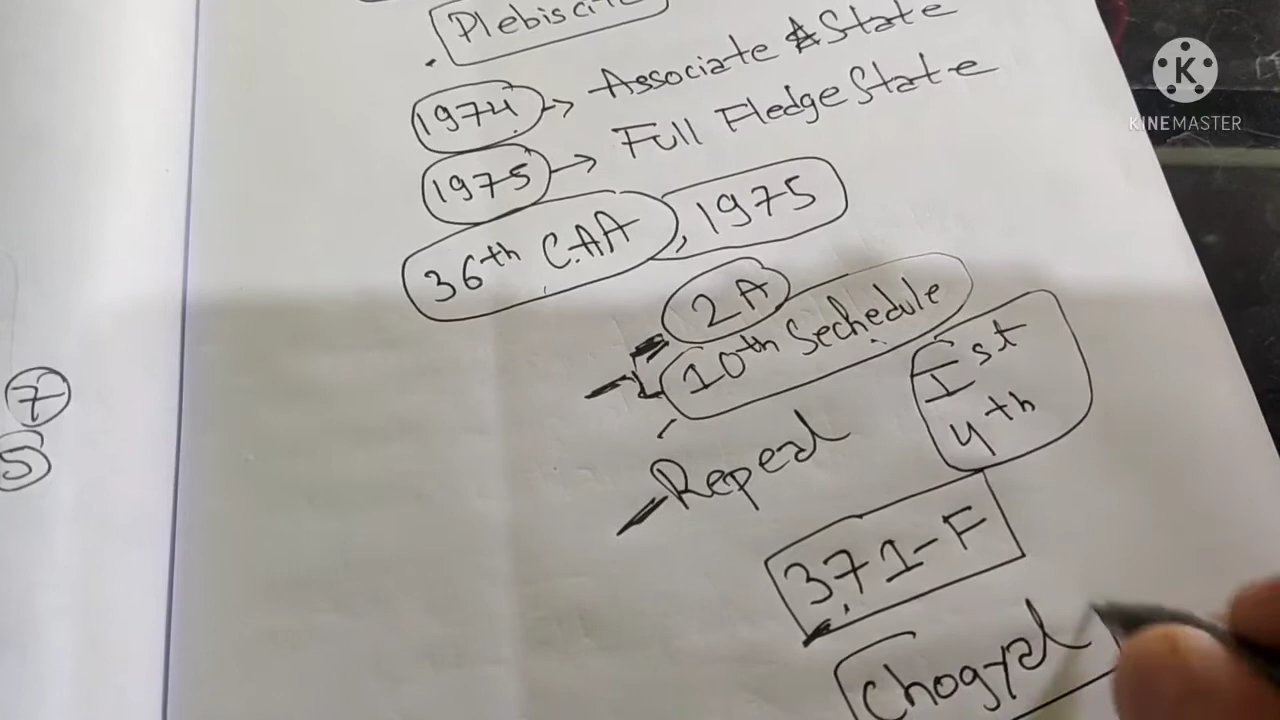 Plebiscite
1974 → Associate State
1975 → Full Fledge State
36th C.A.A, 1975
2A
10th Sechedule
Ist
4th
Repeal
371-F
Chogyal
7
5
K
KINEMASTER